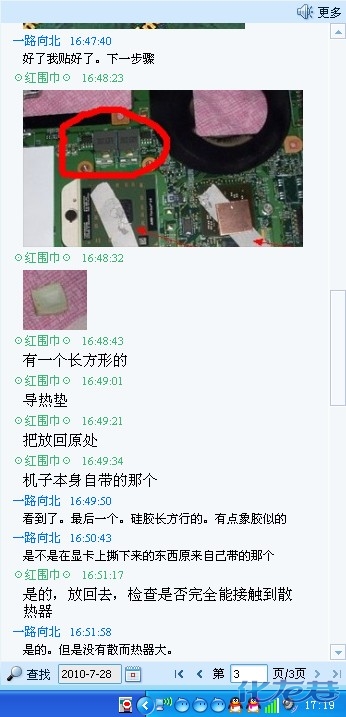 更多
一路向北 16:47:40
好了我贴好了。下一步骤
红围巾 16:48:23
红围巾 16:48:32
红围巾 16:48:43
有一个长方形的
红围巾 16:49:01
导热垫
红围巾 16:49:21
把放回原处
红围巾 16:49:34
机子本身自带的那个
一路向北 16:49:50
看到了。最后一个。硅胶长方行的。有点象胶似的
一路向北 16:50:43
是不是在显卡上撕下来的东西原来自己带的那个
红围巾 16:51:17
是的，放回去，检查是否完全能接触到散
热器
一路向北 16:51:58
是的。但是没有散而热器大。
查找 2010-7-28 第 3 页/3页
化龙巷
17:19